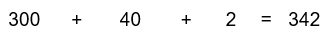 300 + 40 + 2 = 342